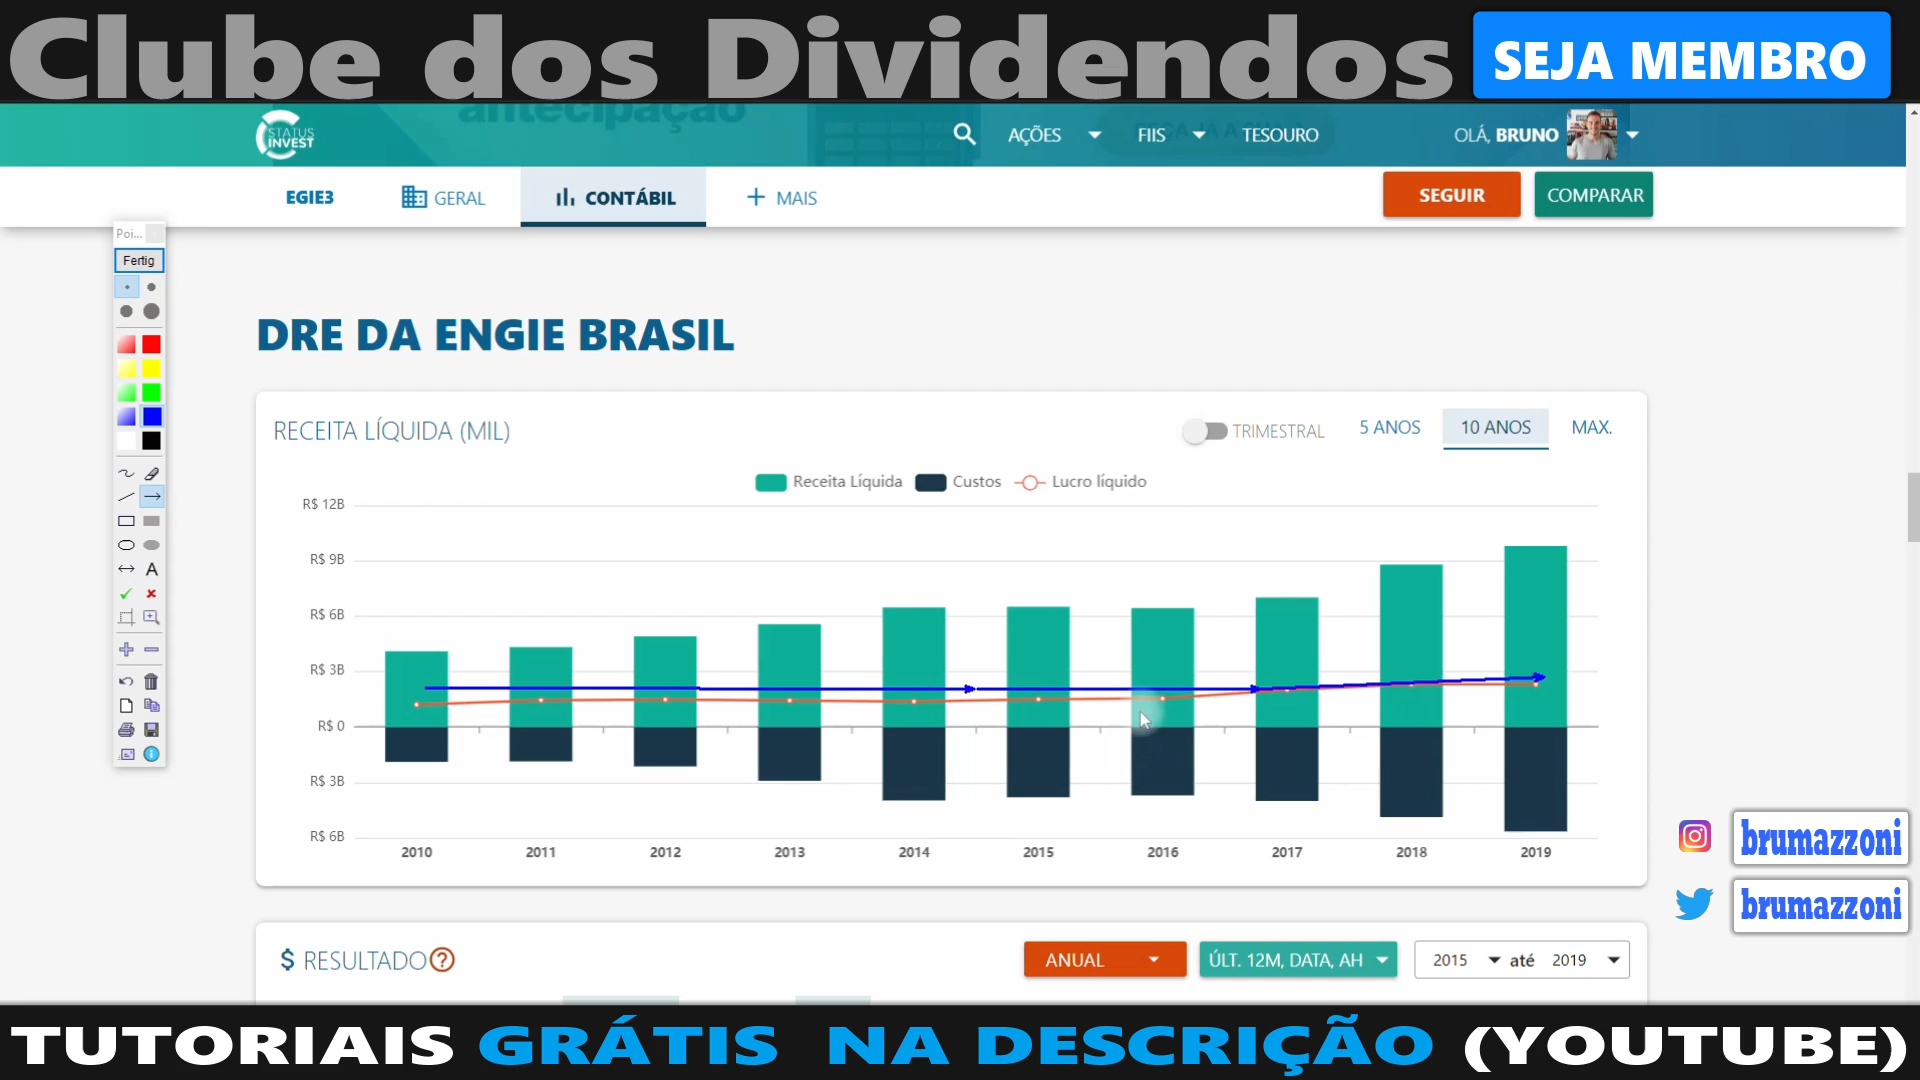 Clube dos Dividendos
SEJA MEMBRO
antecipação
STATUS
INVEST
AÇÕES
FIIS
TESOURO
OLÁ, BRUNO
EGIE3
GERAL
CONTÁBIL
MAIS
SEGUIR
COMPARAR
Poi...
Fertig
DRE DA ENGIE BRASIL
RECEITA LÍQUIDA (MIL)
TRIMESTRAL
5 ANOS
10 ANOS
MAX.
Receita Líquida
Custos
Lucro líquido
R$ 12B
R$ 9B
R$ 6B
R$ 3B
R$ 0
R$ 3B
R$ 6B
2010 2011 2012 2013 2014 2015 2016 2017 2018 2019
A
brumazzoni
brumazzoni
$ RESULTADO?
ANUAL
ÚLT. 12M, DATA, AH
2015 até 2019
TUTORIAIS GRÁTIS NA DESCRIÇÃO (YOUTUBE)